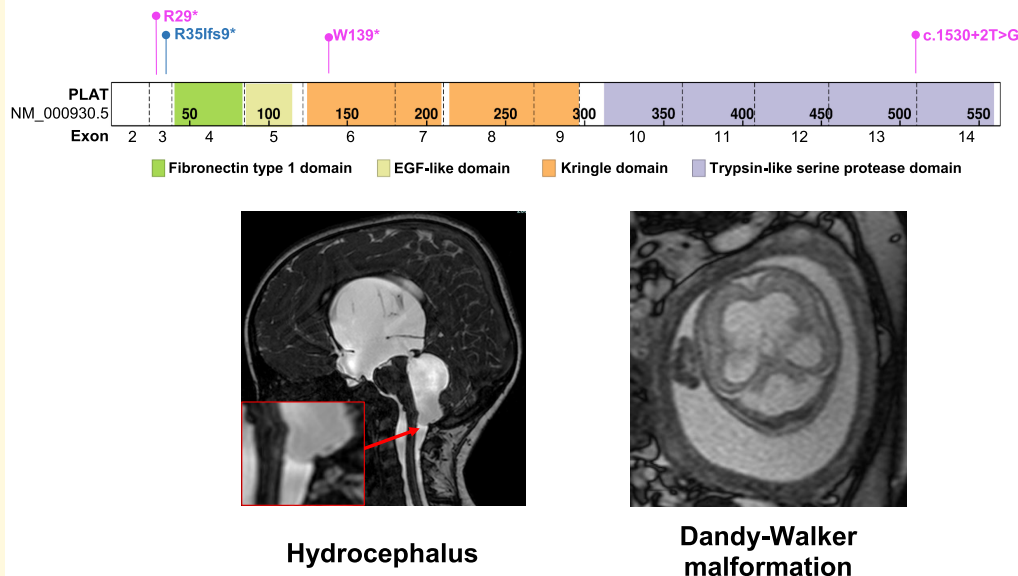 R29*
R35Ifs9*
W139*
c.1530+2T>G
PLAT
NM_000930.5
50 100 150 200 250 300 350 400 450 500 550
Exon 2 3 4 5 6 7 8 9 10 11 12 13 14
Fibronectin type 1 domain EGF-like domain Kringle domain Trypsin-like serine protease domain
Hydrocephalus
Dandy-Walker
malformation